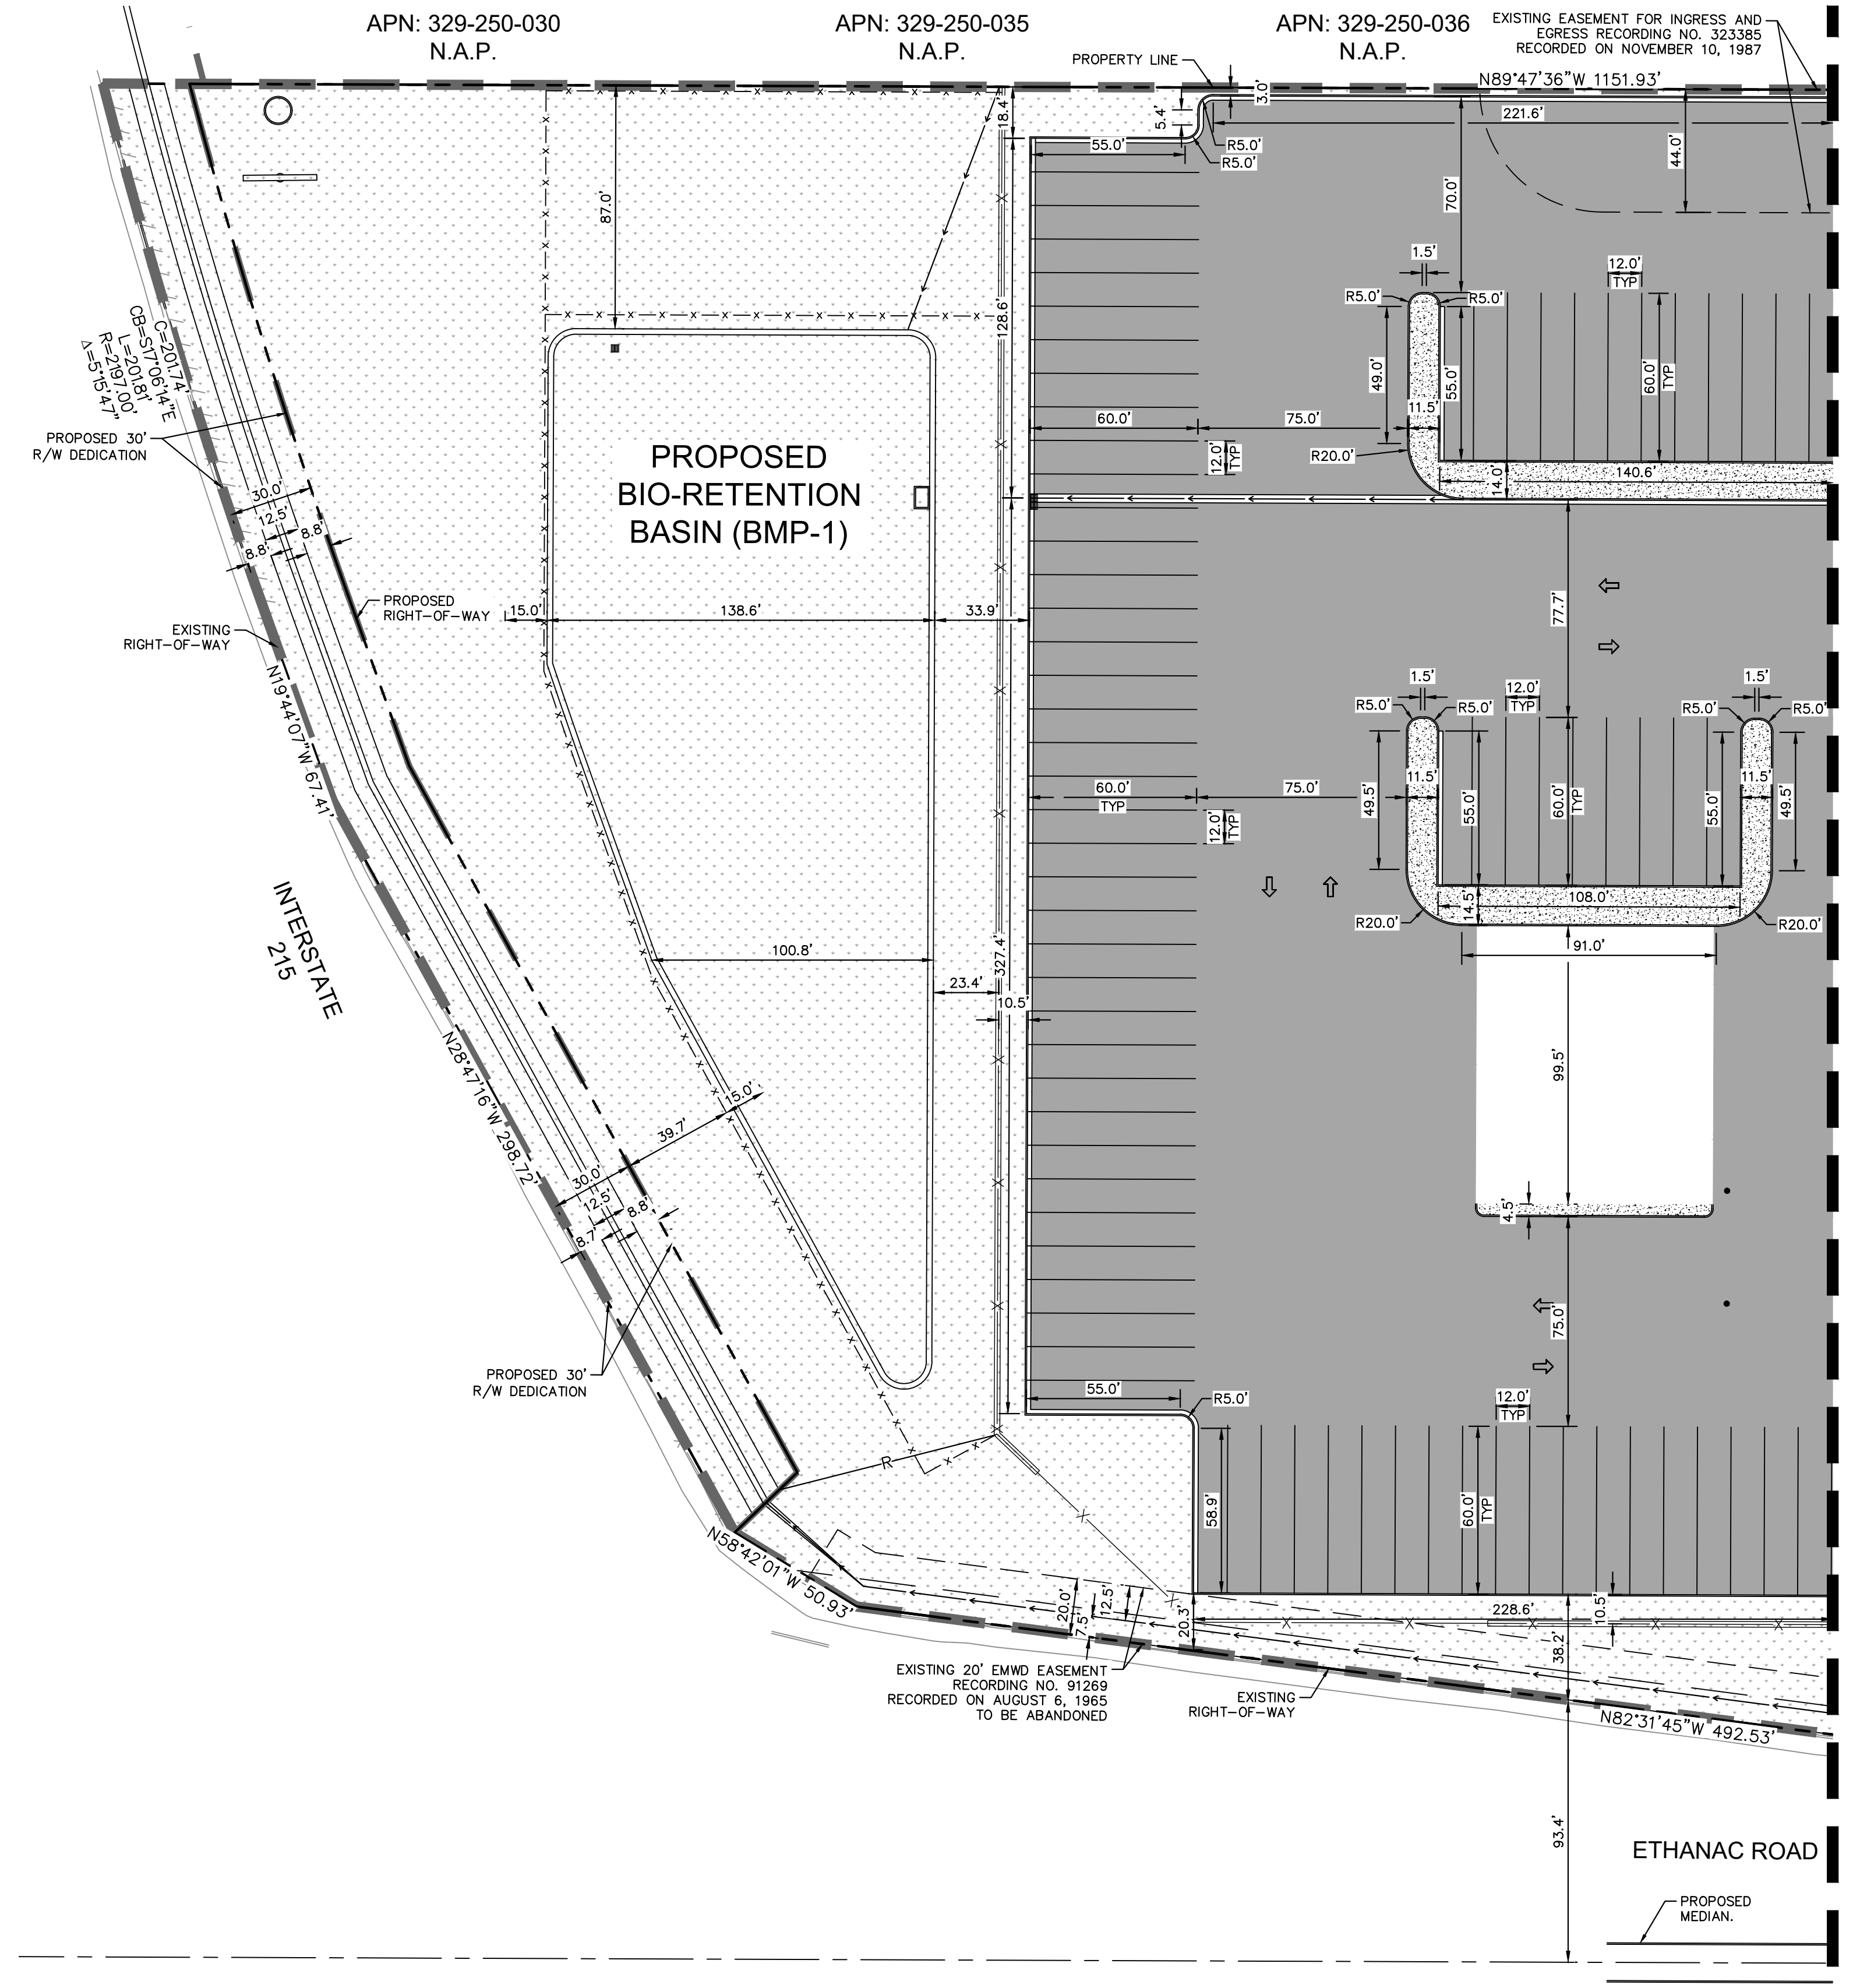 APN: 329-250-030
N.A.P.
APN: 329-250-035
N.A.P.
APN: 329-250-036
N.A.P.
EXISTING EASEMENT FOR INGRESS AND
EGRESS RECORDING NO. 323385
RECORDED ON NOVEMBER 10, 1987
PROPERTY LINE
N89°47'36"W 1151.93'
3.0'
18.4'
5.4'
221.6'
55.0'
R5.0'
R5.0'
44.0'
70.0'
87.0'
1.5'
12.0'
TYP
R5.0'
R5.0'
128.6'
C=201.74'
CB=S17°06'14"E
L=201.81'
R=2197.00'
Δ=5°15'47"
49.0'
55.0'
60.0'
TYP
11.5'
60.0'
75.0'
PROPOSED 30'
R/W DEDICATION
PROPOSED
BIO-RETENTION
BASIN (BMP-1)
12.0'
TYP
R20.0'
14.0'
140.6'
30.0'
12.5'
8.8'
8.8'
PROPOSED
RIGHT-OF-WAY
15.0'
138.6'
33.9'
77.7'
EXISTING
RIGHT-OF-WAY
N19°44'07"W 67.41'
1.5'
12.0'
TYP
1.5'
R5.0'
R5.0'
R5.0'
R5.0'
60.0'
TYP
75.0'
11.5'
11.5'
49.5'
55.0'
60.0'
TYP
55.0'
49.5'
12.0'
TYP
INTERSTATE
215
14.5'
108.0'
R20.0'
R20.0'
91.0'
100.8'
327.4'
23.4'
10.5'
N28°47'16"W 298.72'
99.5'
15.0'
39.7'
30.0'
12.5'
8.8'
8.7'
4.5'
75.0'
PROPOSED 30'
R/W DEDICATION
55.0'
R5.0'
12.0'
TYP
R
58.9'
60.0'
TYP
N58°42'01"W 50.93'
20.0'
7.5'
12.5'
20.3'
228.6'
10.5'
38.2'
EXISTING 20' EMWD EASEMENT
RECORDING NO. 91269
RECORDED ON AUGUST 6, 1965
TO BE ABANDONED
EXISTING
RIGHT-OF-WAY
N82°31'45"W 492.53'
93.4'
ETHANAC ROAD
PROPOSED
MEDIAN.